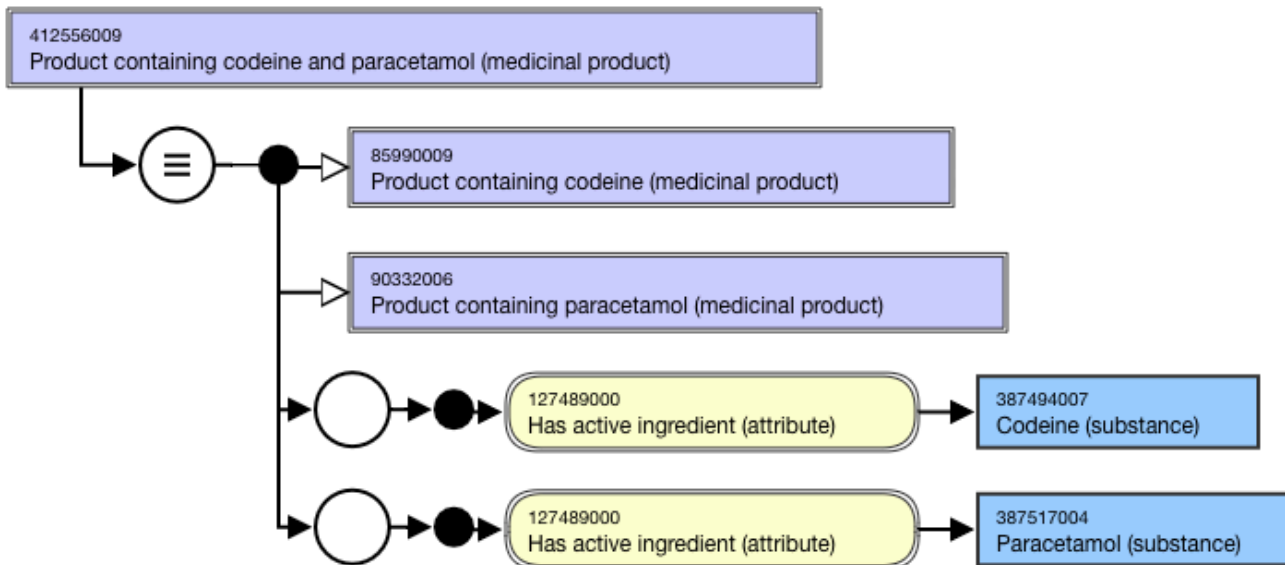 412556009
Product containing codeine and paracetamol (medicinal product)
85990009
Product containing codeine (medicinal product)
90332006
Product containing paracetamol (medicinal product)
127489000
Has active ingredient (attribute)
387494007
Codeine (substance)
127489000
Has active ingredient (attribute)
387517004
Paracetamol (substance)